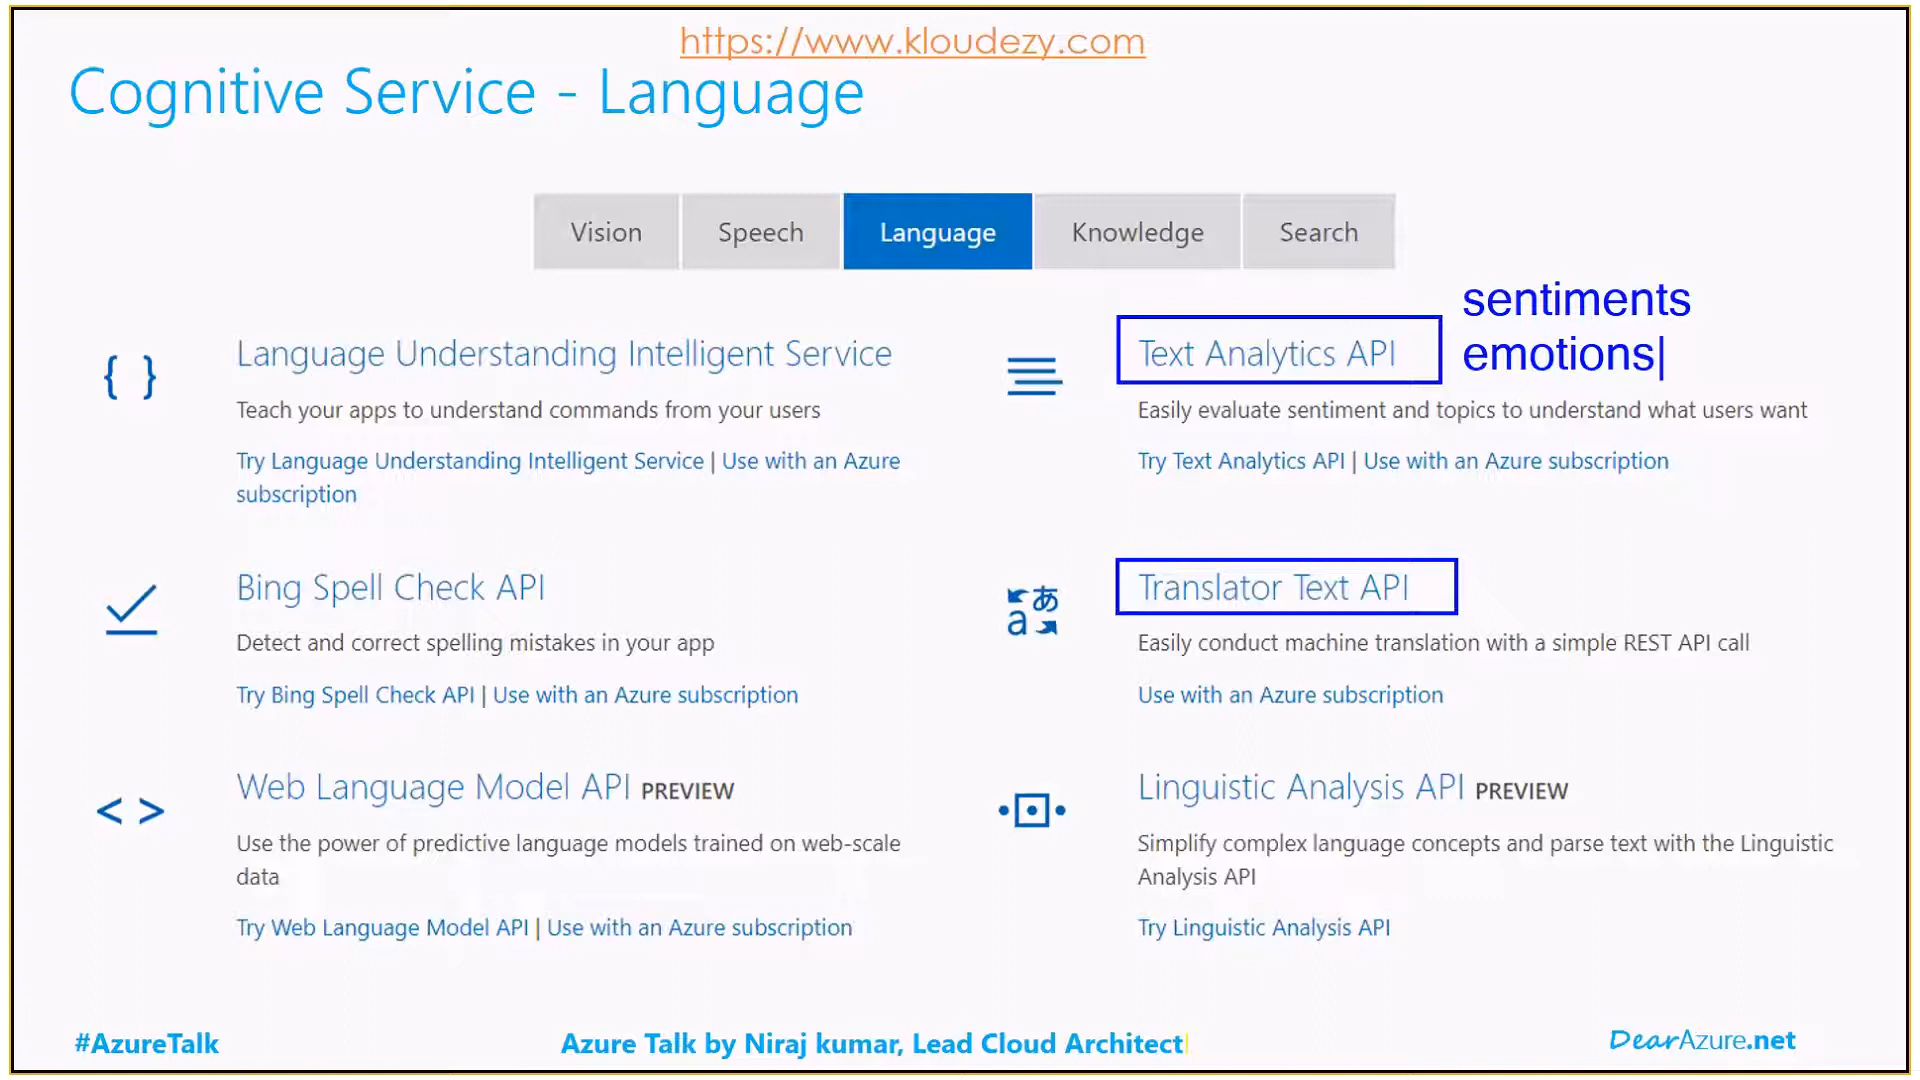 https://www.kloudezy.com
Cognitive Service - Language
Vision
Speech
Language
Knowledge
Search
Language Understanding Intelligent Service
Teach your apps to understand commands from your users
Try Language Understanding Intelligent Service | Use with an Azure
subscription
Text Analytics API
sentiments
emotions
Easily evaluate sentiment and topics to understand what users want
Try Text Analytics API | Use with an Azure subscription
Bing Spell Check API
Detect and correct spelling mistakes in your app
Try Bing Spell Check API | Use with an Azure subscription
a あ
Translator Text API
Easily conduct machine translation with a simple REST API call
Use with an Azure subscription
Web Language Model API PREVIEW
Use the power of predictive language models trained on web-scale
data
Try Web Language Model API | Use with an Azure subscription
Linguistic Analysis API PREVIEW
Simplify complex language concepts and parse text with the Linguistic
Analysis API
Try Linguistic Analysis API
#AzureTalk
Azure Talk by Niraj kumar, Lead Cloud Architect
DearAzure.net